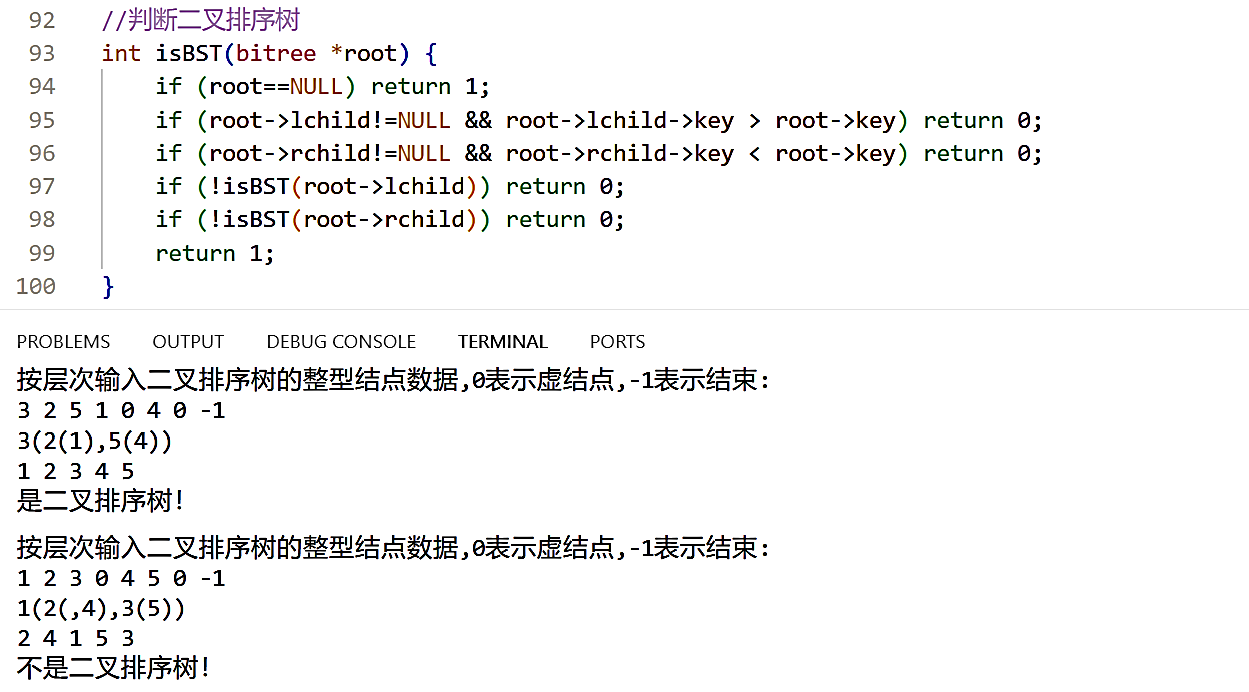 92 //判断二叉排序树
93 int isBST(bitree *root) {
94 if (root==NULL) return 1;
95 if (root->lchild!=NULL && root->lchild->key > root->key) return 0;
96 if (root->rchild!=NULL && root->rchild->key < root->key) return 0;
97 if (!isBST(root->lchild)) return 0;
98 if (!isBST(root->rchild)) return 0;
99 return 1;
100 }
PROBLEMS OUTPUT DEBUG CONSOLE TERMINAL PORTS
按层次输入二叉排序树的整型结点数据,0表示虚结点,-1表示结束:
3 2 5 1 0 4 0 -1
3(2(1),5(4))
1 2 3 4 5
是二叉排序树!
按层次输入二叉排序树的整型结点数据,0表示虚结点,-1表示结束:
1 2 3 0 4 5 0 -1
1(2(,4),3(5))
2 4 1 5 3
不是二叉排序树!